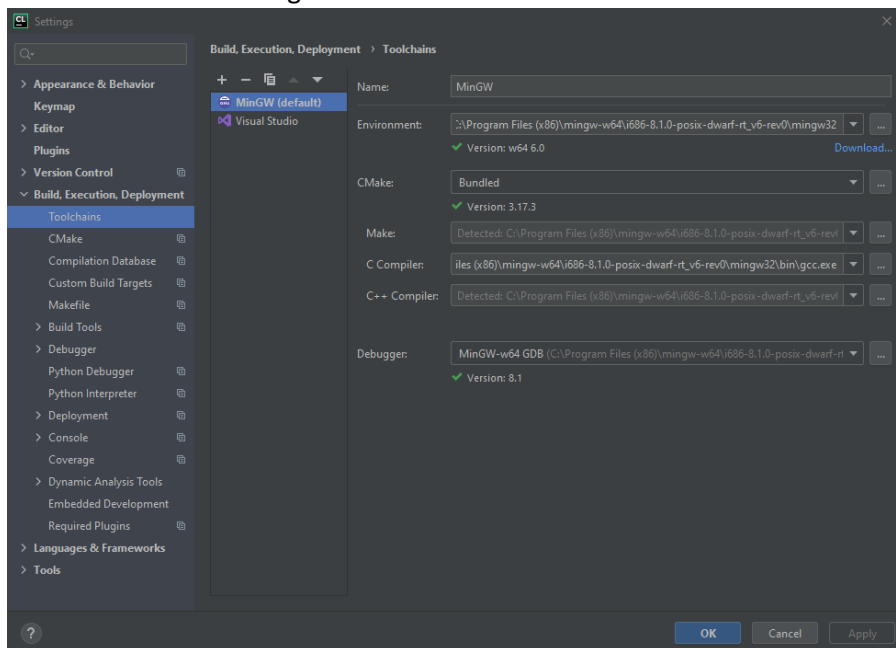 CL Settings
Build, Execution, Deployment › Toolchains
Appearance & Behavior
Keymap
Editor
Plugins
Version Control
Build, Execution, Deployment
Toolchains
CMake
Compilation Database
Custom Build Targets
Makefile
Build Tools
Debugger
Python Debugger
Python Interpreter
Deployment
Console
Coverage
Dynamic Analysis Tools
Embedded Development
Required Plugins
Languages & Frameworks
Tools
MinGW (default)
Visual Studio
Name: MinGW
Environment: :\Program Files (x86)\mingw-w64\i686-8.1.0-posix-dwarf-rt_v6-rev0\mingw32 ...
Version: w64 6.0 Download...
CMake: Bundled ...
Version: 3.17.3
Make: Detected: C:\Program Files (x86)\mingw-w64\i686-8.1.0-posix-dwarf-rt_v6-rev( ...
C Compiler: iles (x86)\mingw-w64\i686-8.1.0-posix-dwarf-rt_v6-rev0\mingw32\bin\gcc.exe ...
C++ Compiler: Detected: C:\Program Files (x86)\mingw-w64\i686-8.1.0-posix-dwarf-rt_v6-rev( ...
Debugger: MinGW-w64 GDB (C:\Program Files (x86)\mingw-w64\i686-8.1.0-posix-dwarf-rt ...
Version: 8.1
? OK Cancel Apply